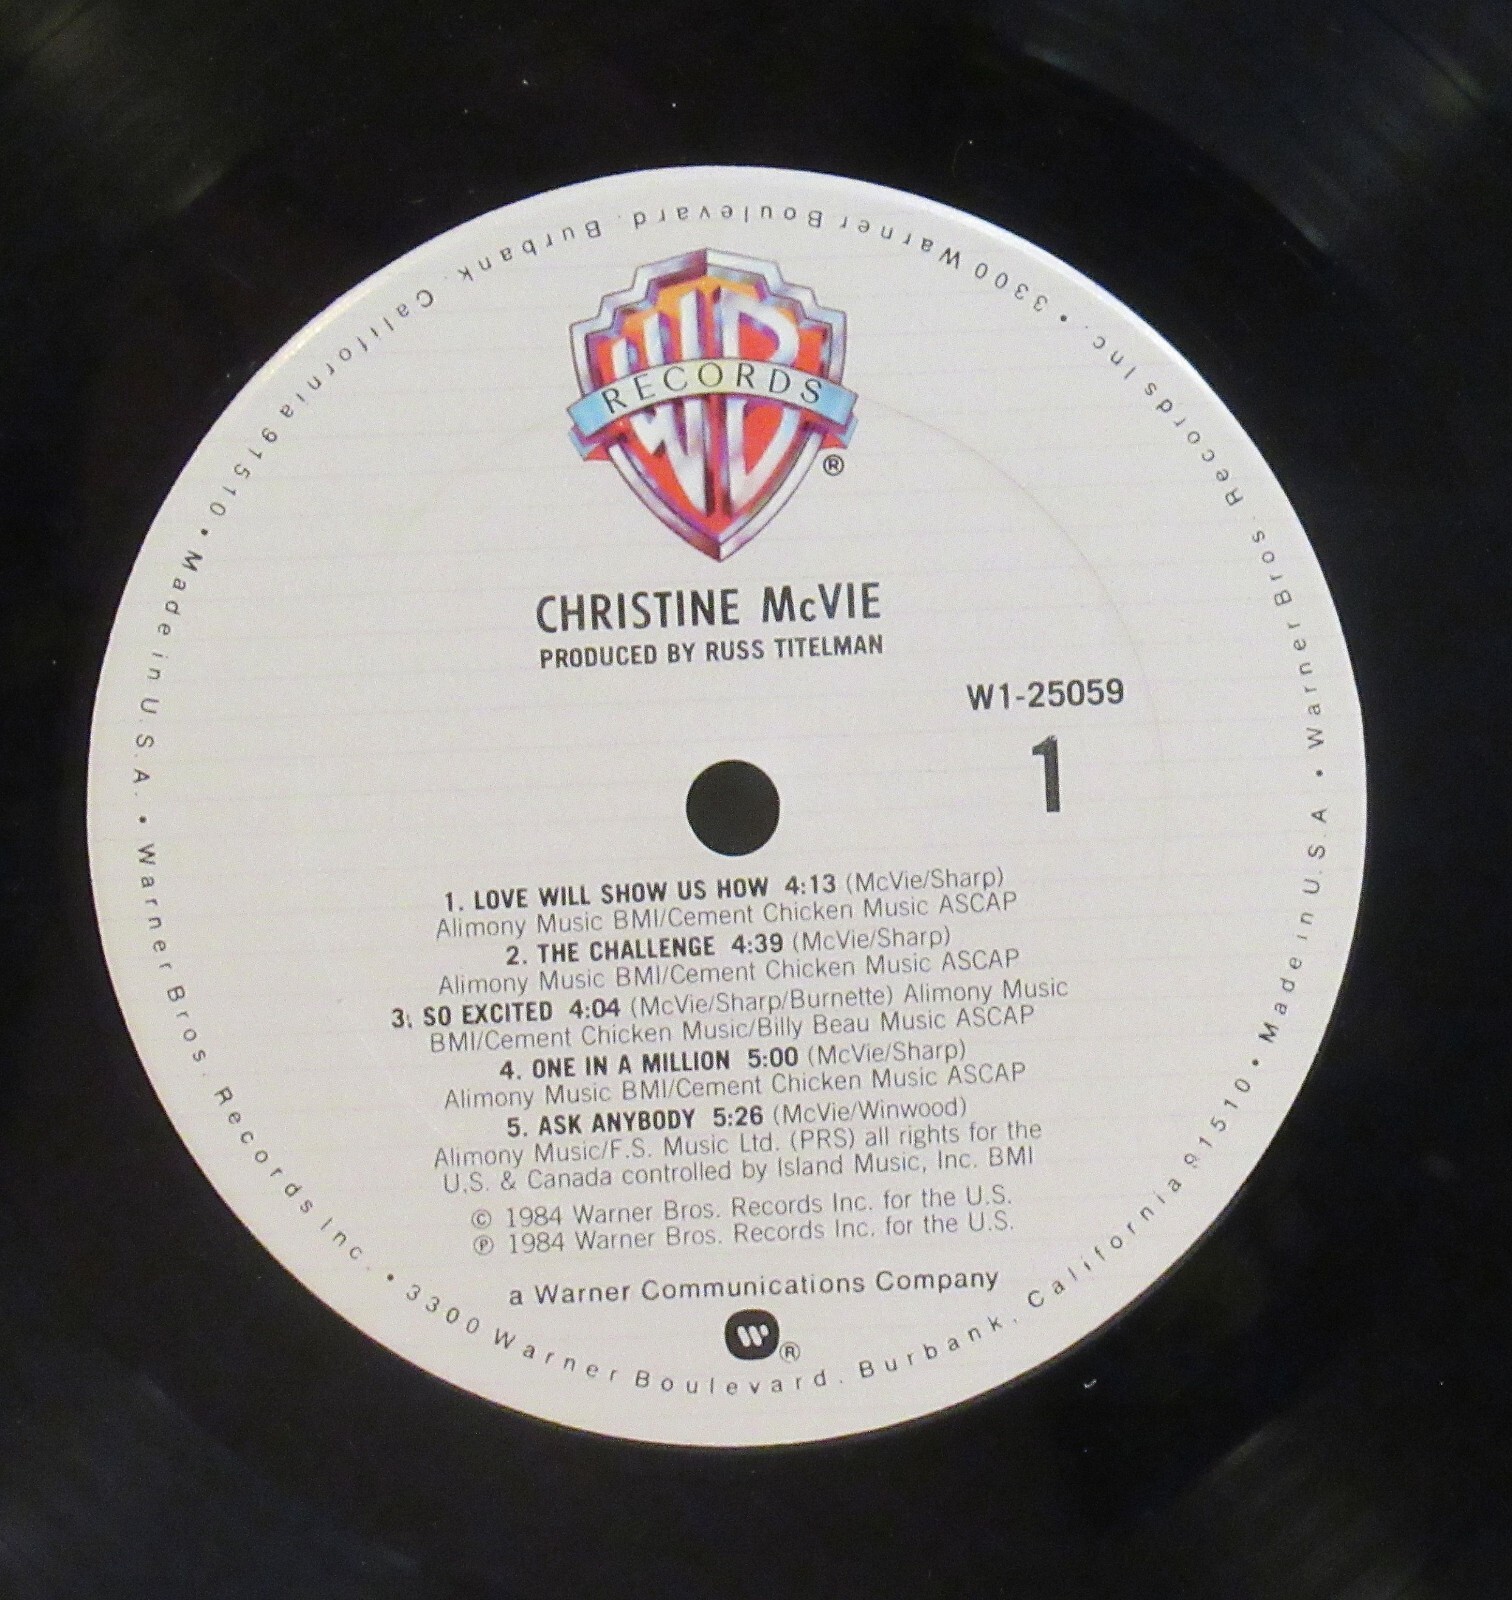 WB
RECORDS
®
CHRISTINE McVIE
PRODUCED BY RUSS TITELMAN
W1-25059
1
1. LOVE WILL SHOW US HOW 4:13 (McVie/Sharp)
Alimony Music BMI/Cement Chicken Music ASCAP
2. THE CHALLENGE 4:39 (McVie/Sharp)
Alimony Music BMI/Cement Chicken Music ASCAP
3. SO EXCITED 4:04 (McVie/Sharp/Burnette) Alimony Music
BMI/Cement Chicken Music/Billy Beau Music ASCAP
4. ONE IN A MILLION 5:00 (McVie/Sharp)
Alimony Music BMI/Cement Chicken Music ASCAP
5. ASK ANYBODY 5:26 (McVie/Winwood)
Alimony Music/F.S. Music Ltd. (PRS) all rights for the
U.S. & Canada controlled by Island Music, Inc. BMI
© 1984 Warner Bros. Records Inc. for the U.S.
℗ 1984 Warner Bros. Records Inc. for the U.S.
a Warner Communications Company
W ®
Warner Bros. Records Inc. • 3300 Warner Boulevard. Burbank. California 91510 • Made in U.S.A • Warner Bros. Records Inc. • 3300 Warner Boulevard. Burbank. California 91510 • Made in U.S.A. •